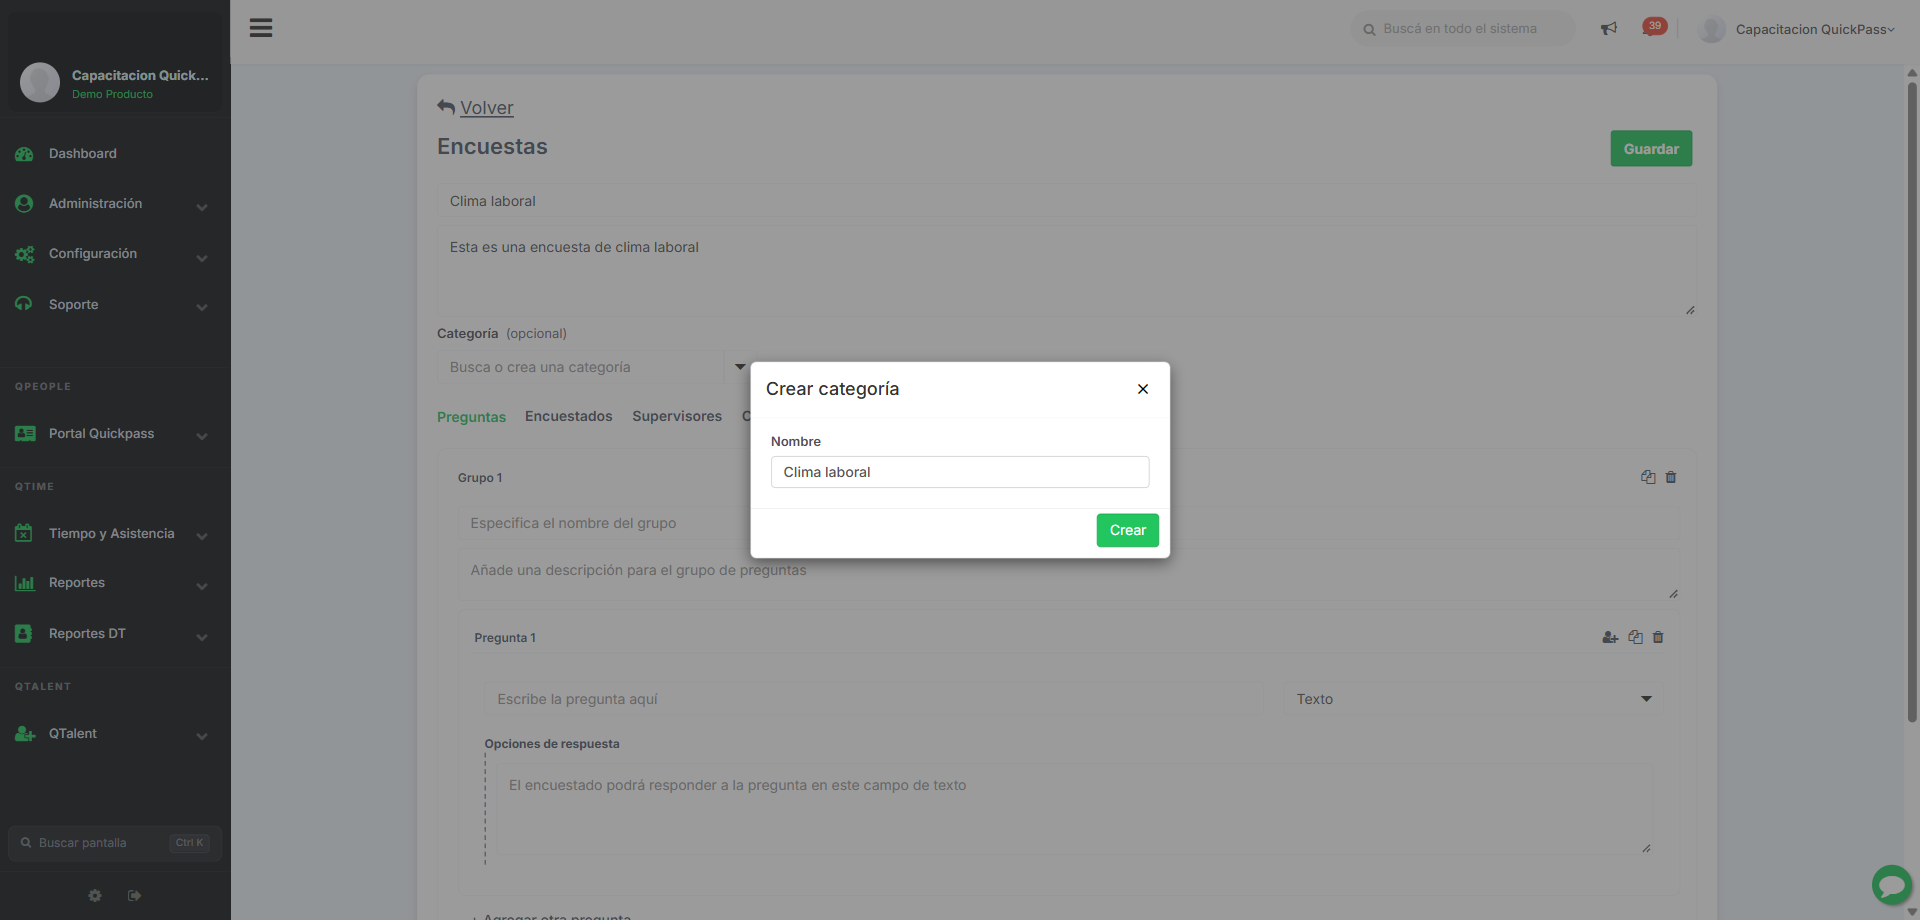 Capacitacion Quick...
Demo Producto
Dashboard
Administración
Configuración
Soporte
QPEOPLE
Portal Quickpass
QTIME
Tiempo y Asistencia
Reportes
Reportes DT
QTALENT
QTalent
Buscar pantalla
Ctrl K
Buscá en todo el sistema
39
Capacitacion QuickPass
Volver
Encuestas
Guardar
Clima laboral
Esta es una encuesta de clima laboral
Categoría (opcional)
Busca o crea una categoría
Preguntas
Encuestados
Supervisores
Crear categoría
Nombre
Clima laboral
Crear
Grupo 1
Especifica el nombre del grupo
Añade una descripción para el grupo de preguntas
Pregunta 1
Escribe la pregunta aquí
Texto
Opciones de respuesta
El encuestado podrá responder a la pregunta en este campo de texto
+ Agregar otra pregunta